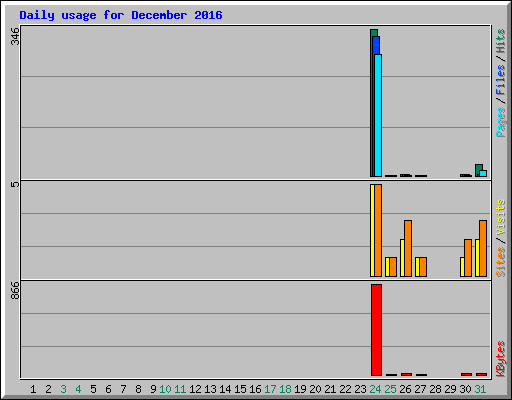 Daily usage for December 2016
346
5
866
Pages/Files/Hits
Sites/Visits
KBytes
1 2 3 4 5 6 7 8 9 10 11 12 13 14 15 16 17 18 19 20 21 22 23 24 25 26 27 28 29 30 31